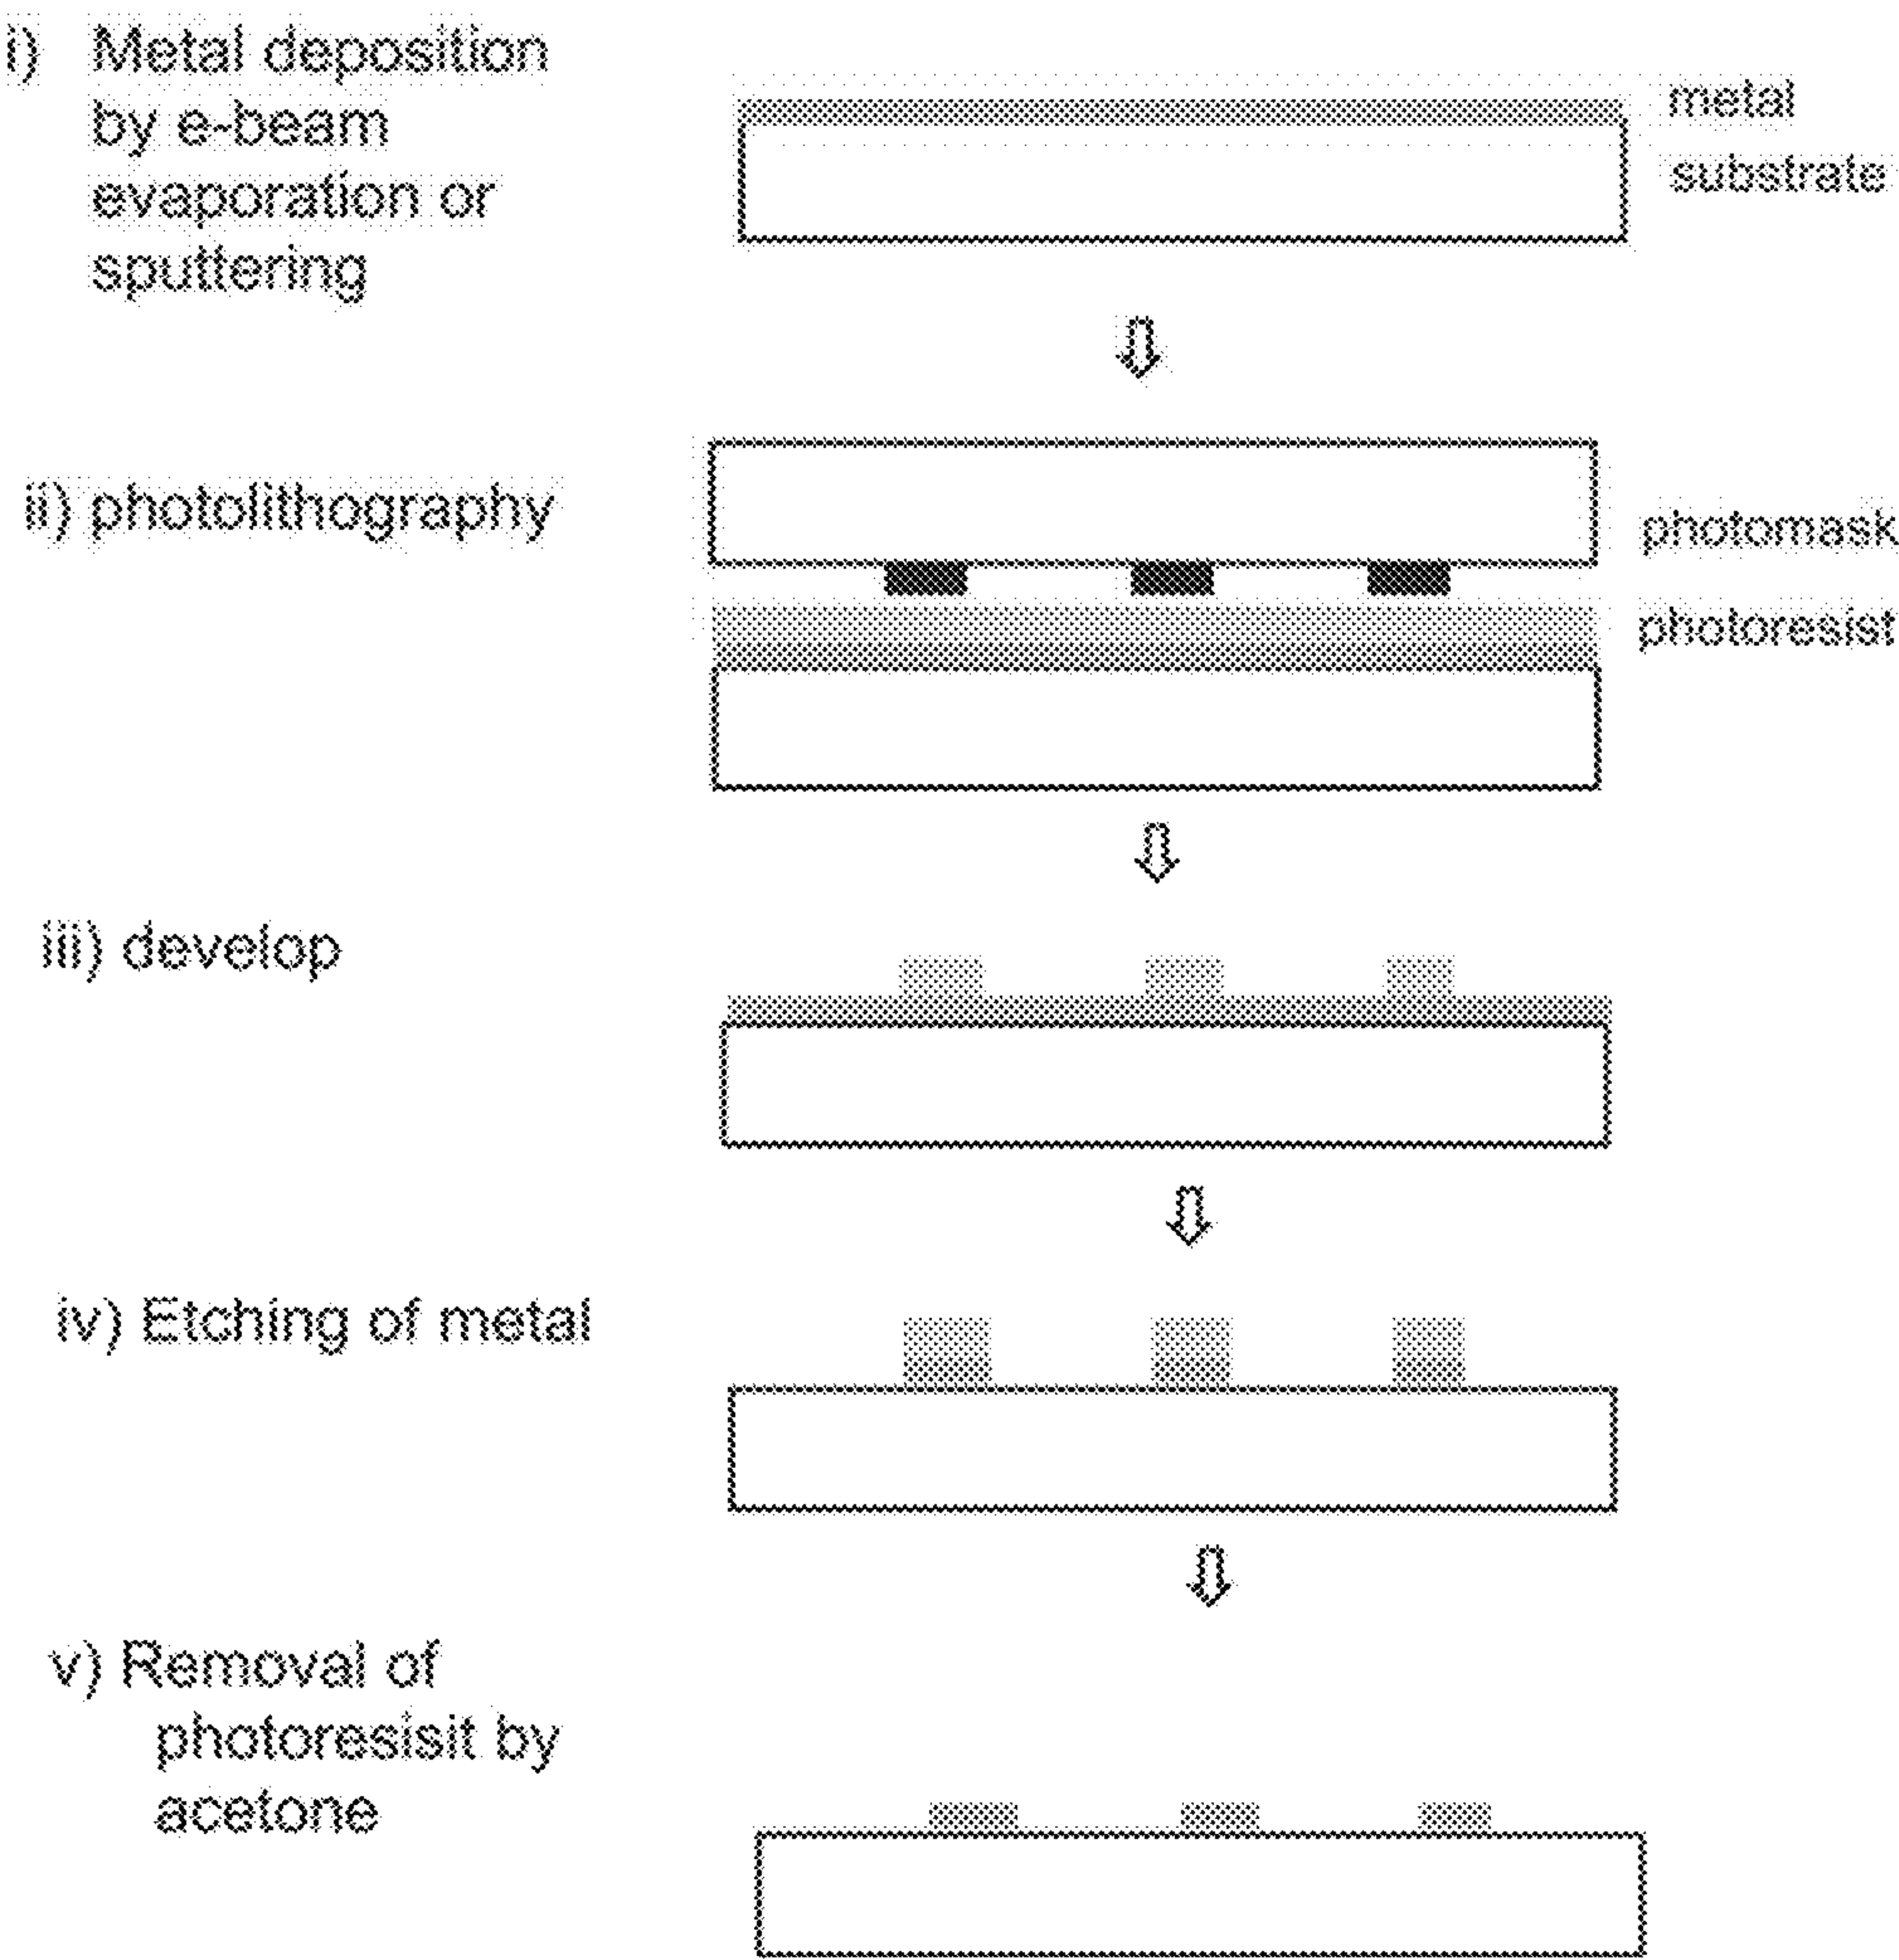 i) Metal deposition
by e-beam
evaporation or
sputtering
metal
substrate
ii) photolithography
photomask
photoresist
iii) develop
iv) Etching of metal
v) Removal of
photoresisit by
acetone